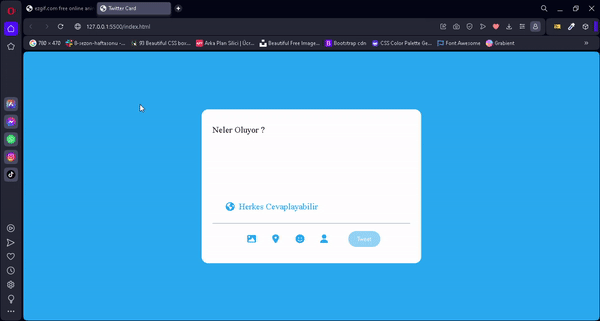 ezgif.com free online ani
Twitter Card
127.0.0.1:5500/index.html
780 × 470
8-sezon-haftasonu -...
93 Beautiful CSS box...
Arka Plan Silici | Ücr...
Beautiful Free Image...
Bootstrap cdn
CSS Color Palette Ge...
Font Awesome
Grabient
Neler Oluyor ?
Herkes Cevaplayabilir
Tweet